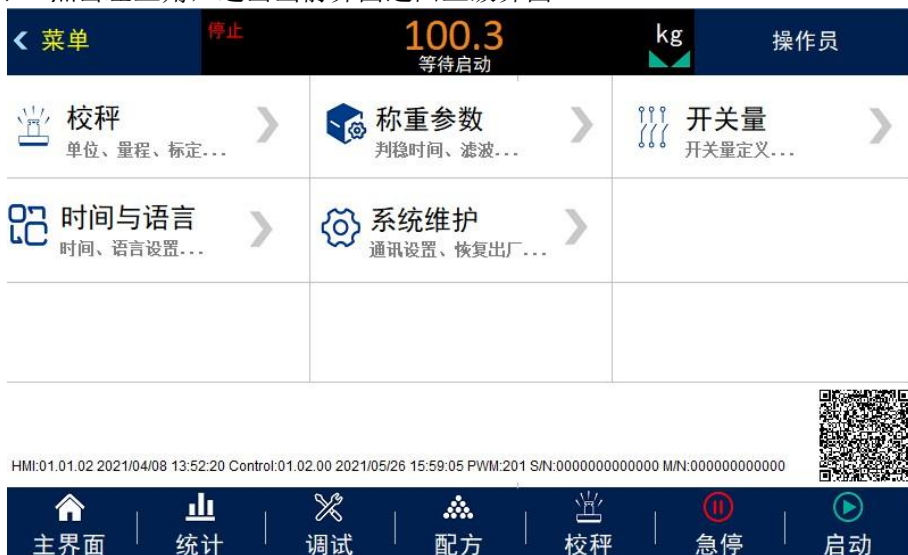 菜单
停止
100.3
等待启动
kg
操作员
校秤
单位、量程、标定...
称重参数
判稳时间、滤波...
开关量
开关量定义...
时间与语言
时间、语言设置...
系统维护
通讯设置、恢复出厂...
HMI:01.01.02 2021/04/08 13:52:20 Control:01.02.00 2021/05/26 15:59:05 PWM:201 S/N:0000000000000 M/N:000000000000
主界面
统计
调试
配方
校秤
急停
启动